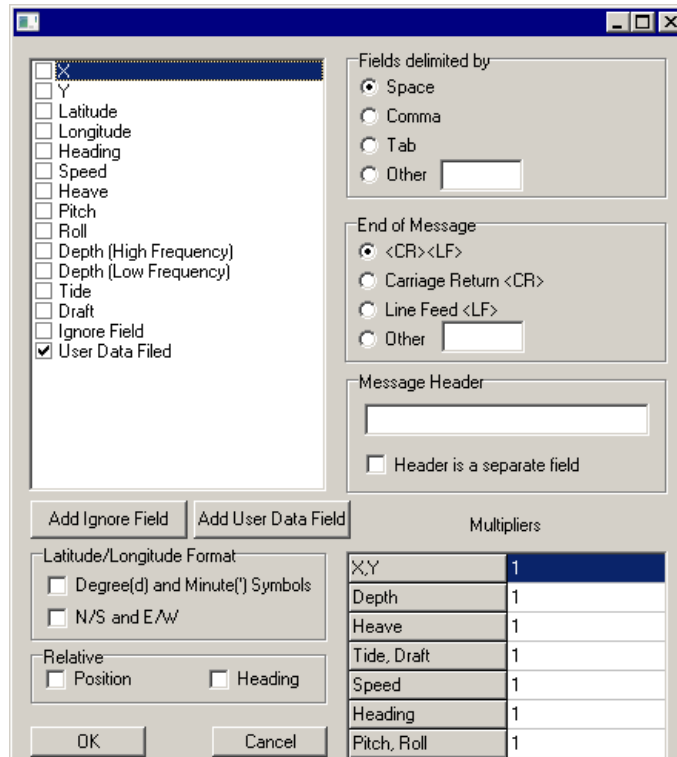 X
Y
Latitude
Longitude
Heading
Speed
Heave
Pitch
Roll
Depth (High Frequency)
Depth (Low Frequency)
Tide
Draft
Ignore Field
User Data Filed
Add Ignore Field
Add User Data Field
Latitude/Longitude Format
Degree(d) and Minute(') Symbols
N/S and E/W
Relative
Position
Heading
OK
Cancel
Fields delimited by
Space
Comma
Tab
Other
End of Message
<CR><LF>
Carriage Return <CR>
Line Feed <LF>
Other
Message Header
Header is a separate field
Multipliers
X,Y 1
Depth 1
Heave 1
Tide, Draft 1
Speed 1
Heading 1
Pitch, Roll 1